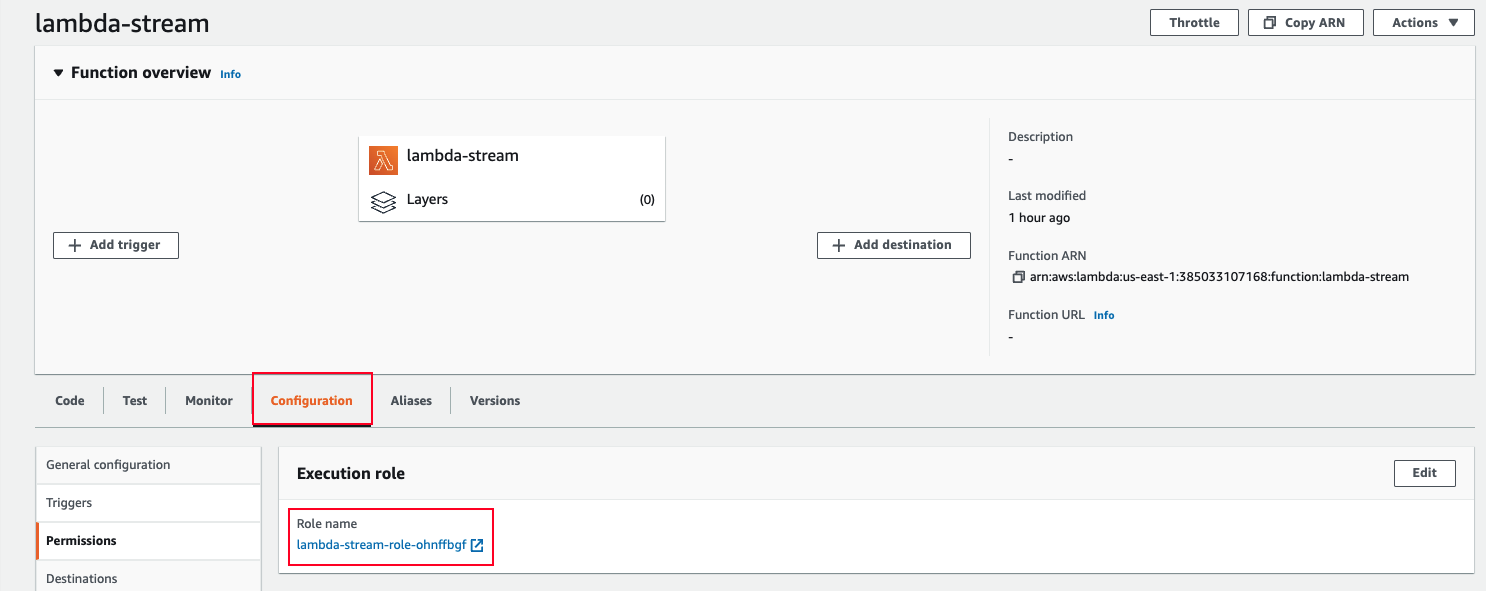 lambda-stream
Throttle
Copy ARN
Actions
Function overview Info
lambda-stream
Layers (0)
Add trigger
Add destination
Description
-
Last modified
1 hour ago
Function ARN
arn:aws:lambda:us-east-1:385033107168:function:lambda-stream
Function URL Info
-
Code
Test
Monitor
Configuration
Aliases
Versions
General configuration
Triggers
Permissions
Destinations
Execution role
Edit
Role name
lambda-stream-role-ohnffbgf